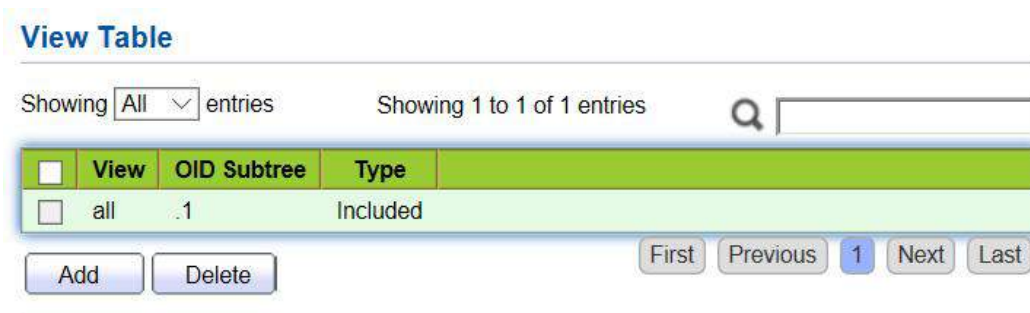 View Table
Showing All entries Showing 1 to 1 of 1 entries
View OID Subtree Type
all .1 Included
First Previous 1 Next Last
Add Delete